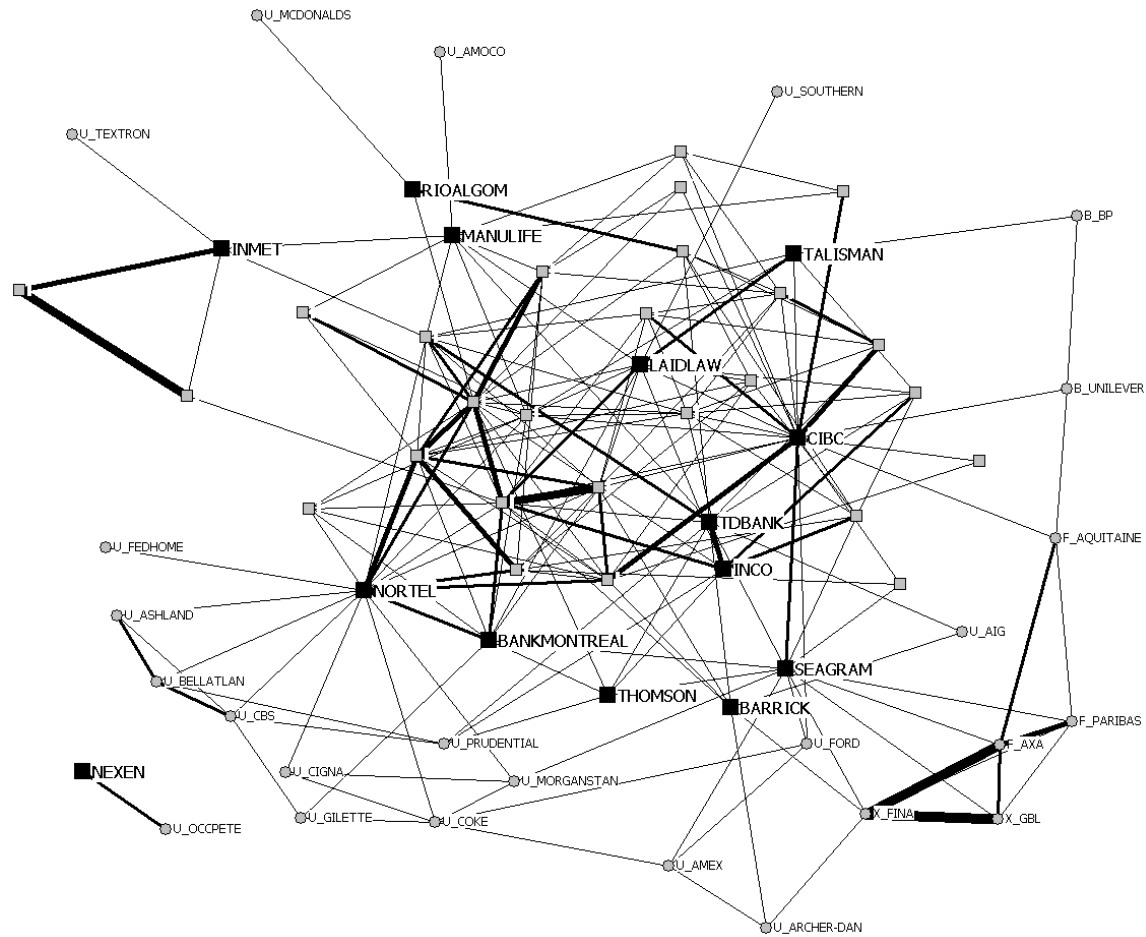 U_MCDONALDS
U_AMOCO
U_SOUTHERN
U_TEXTRON
RIOALGOM
B_BP
MANULIFE
INMET
TALISMAN
LAIDLAW
B_UNILEVER
CIBC
TDBANK
F_AQUITAINE
U_FEDHOME
INCO
NORTEL
U_ASHLAND
U_AIG
BANKMONTREAL
SEAGRAM
U_BELLATLAN
THOMSON
BARRICK
U_CBS
F_PARIBAS
U_PRUDENTIAL
U_FORD
F_AXA
NEXEN
U_CIGNA
U_MORGANSTAN
X_FINA
U_GILETTE
X_GBL
U_COKE
U_OCCPETE
U_AMEX
U_ARCHER-DAN